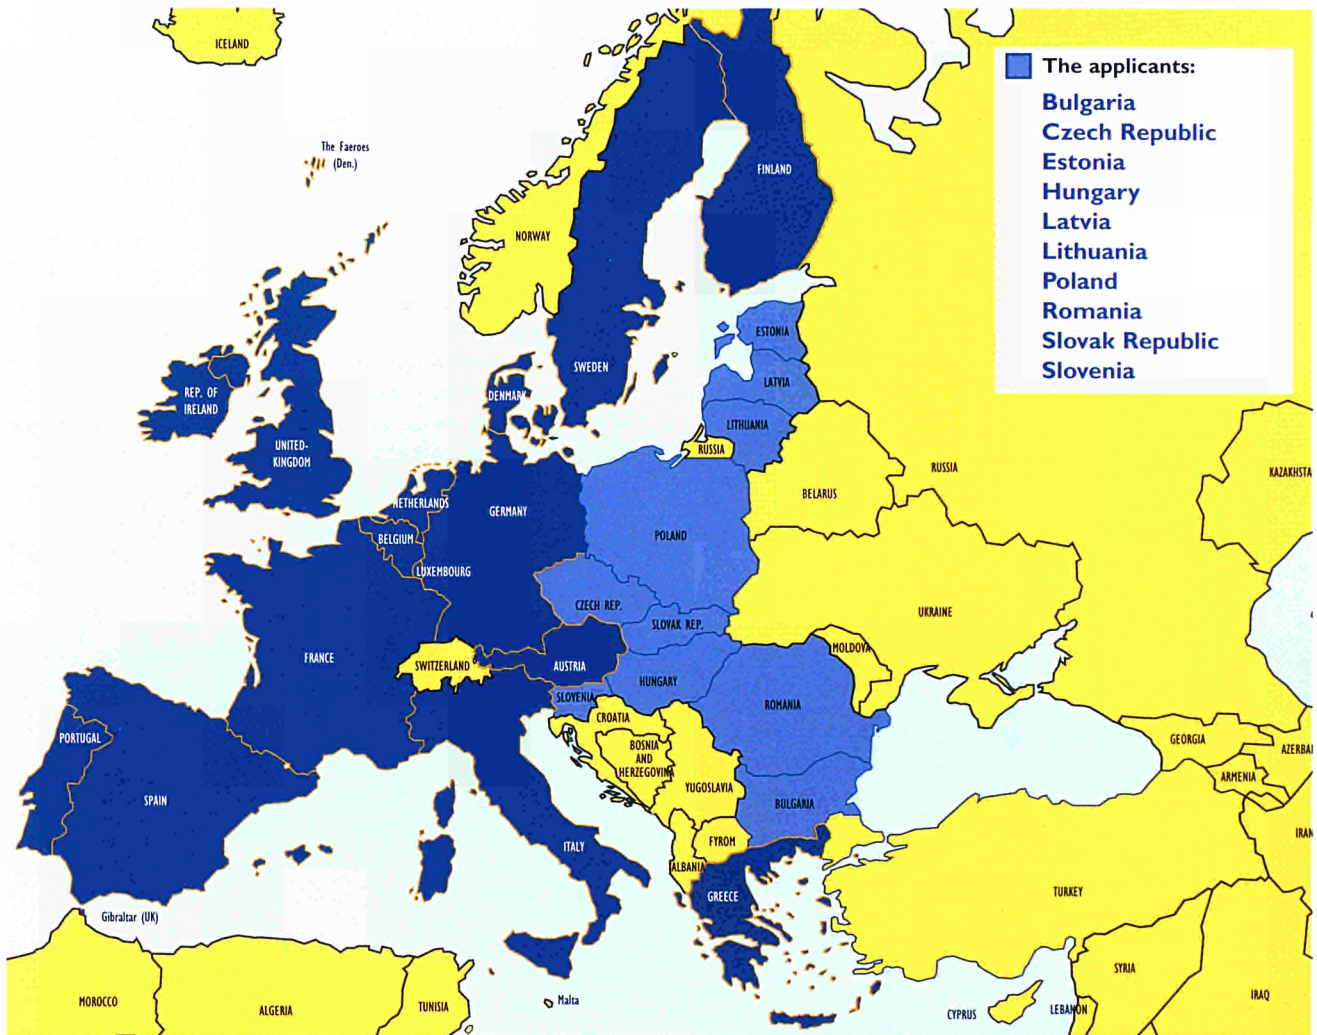 ICELAND
The applicants:
Bulgaria
Czech Republic
Estonia
Hungary
Latvia
Lithuania
Poland
Romania
Slovak Republic
Slovenia
The Faeroes
(Den.)
FINLAND
NORWAY
ESTONIA
SWEDEN
LATVIA
DENMARK
REP. OF
IRELAND
LITHUANIA
UNITED-
KINGDOM
RUSSIA
RUSSIA
KAZAKHSTA
BELARUS
NETHERLANDS
GERMANY
POLAND
BELGIUM
LUXEMBOURG
CZECH REP.
UKRAINE
SLOVAK REP.
MOLDOVA
FRANCE
SWITZERLAND
AUSTRIA
HUNGARY
SLOVENIA
ROMANIA
CROATIA
PORTUGAL
GEORGIA
AZERBAI
BOSNIA
AND
HERZEGOVINA
ARMENIA
YUGOSLAVIA
SPAIN
BULGARIA
IRAN
FYROM
ITALY
ALBANIA
GREECE
TURKEY
Gibraltar (UK)
SYRIA
IRAQ
MOROCCO
ALGERIA
TUNISIA
Malta
CYPRUS
LEBANON